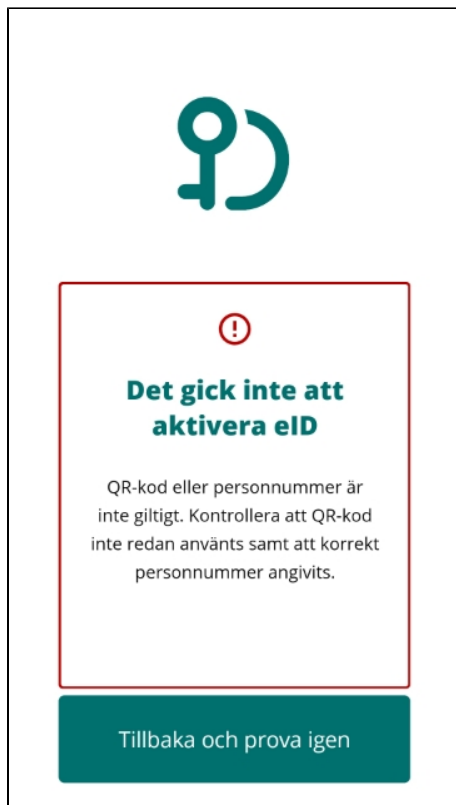 Det gick inte att
aktivera eID
QR-kod eller personnummer är
inte giltigt. Kontrollera att QR-kod
inte redan använts samt att korrekt
personnummer angivits.
Tillbaka och prova igen